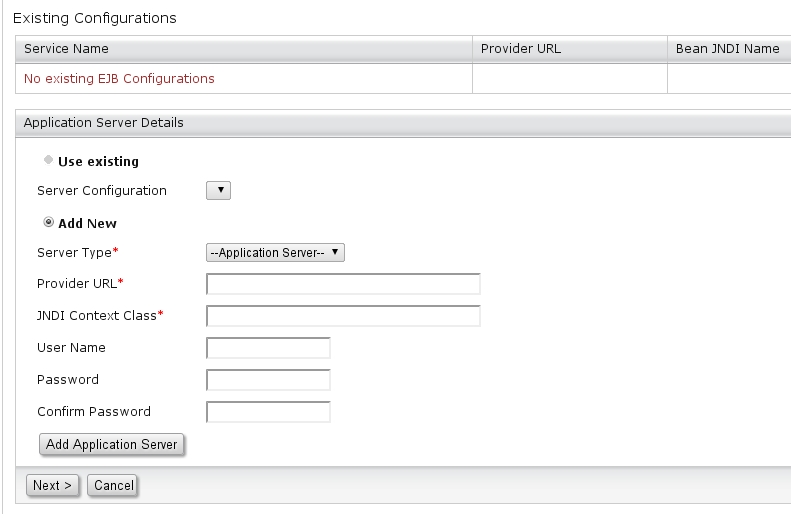 Existing Configurations
Service Name Provider URL Bean JNDI Name
No existing EJB Configurations
Application Server Details
Use existing
Server Configuration
Add New
Server Type* --Application Server--
Provider URL*
JNDI Context Class*
User Name
Password
Confirm Password
Add Application Server
Next > Cancel